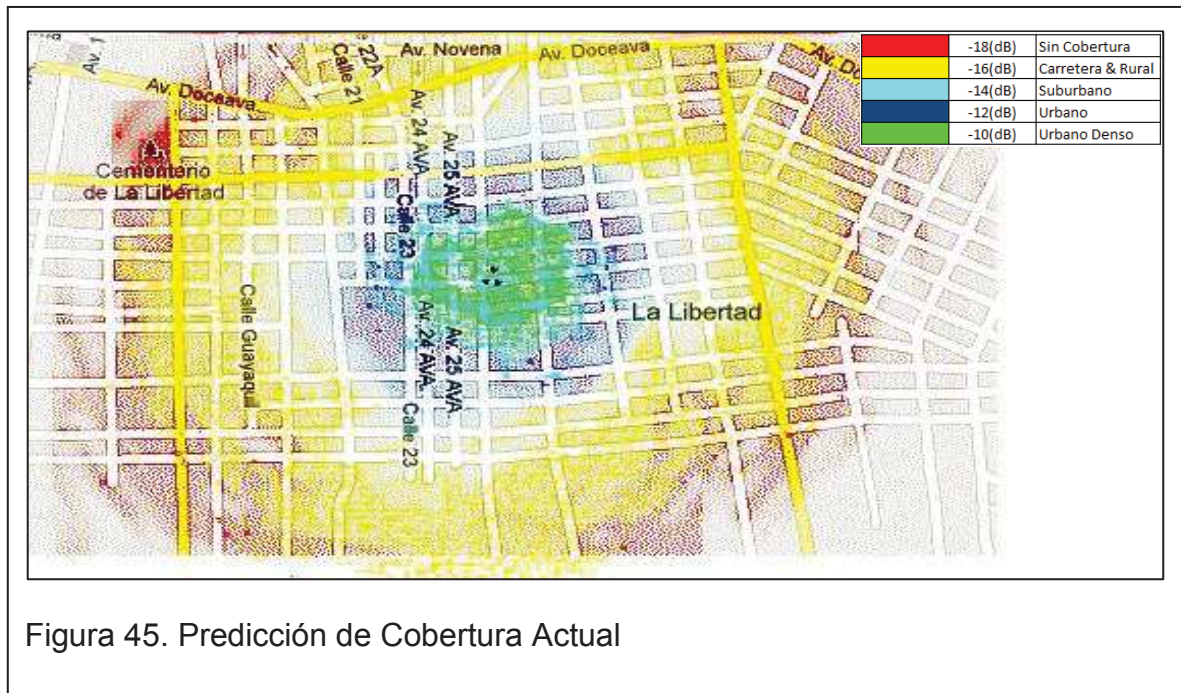 Av. 1
Av. Novena
Av. Doceava
Calle 22A
Calle 21
Av. Doceava
Av. 24 AVA
Av. 25 AVA
Cementerio
de La Libertad
Calle 23
Calle Guayaquil
La Libertad
Av. 24 AVA
Av. 25 AVA
Calle 23
-18(dB) Sin Cobertura
-16(dB) Carretera & Rural
-14(dB) Suburbano
-12(dB) Urbano
-10(dB) Urbano Denso
Figura 45. Predicción de Cobertura Actual